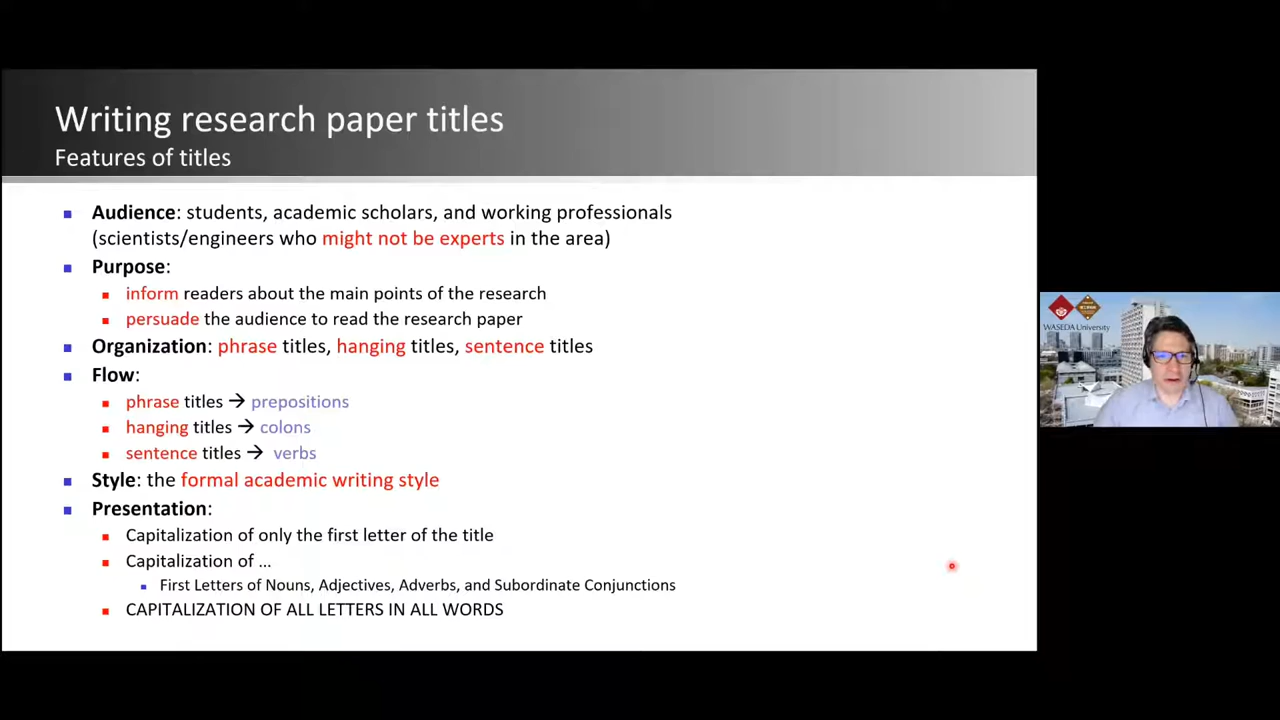 Writing research paper titles
Features of titles
Audience: students, academic scholars, and working professionals
(scientists/engineers who might not be experts in the area)
Purpose:
inform readers about the main points of the research
persuade the audience to read the research paper
Organization: phrase titles, hanging titles, sentence titles
Flow:
phrase titles → prepositions
hanging titles → colons
sentence titles → verbs
Style: the formal academic writing style
Presentation:
Capitalization of only the first letter of the title
Capitalization of ...
First Letters of Nouns, Adjectives, Adverbs, and Subordinate Conjunctions
CAPITALIZATION OF ALL LETTERS IN ALL WORDS
WASEDA University